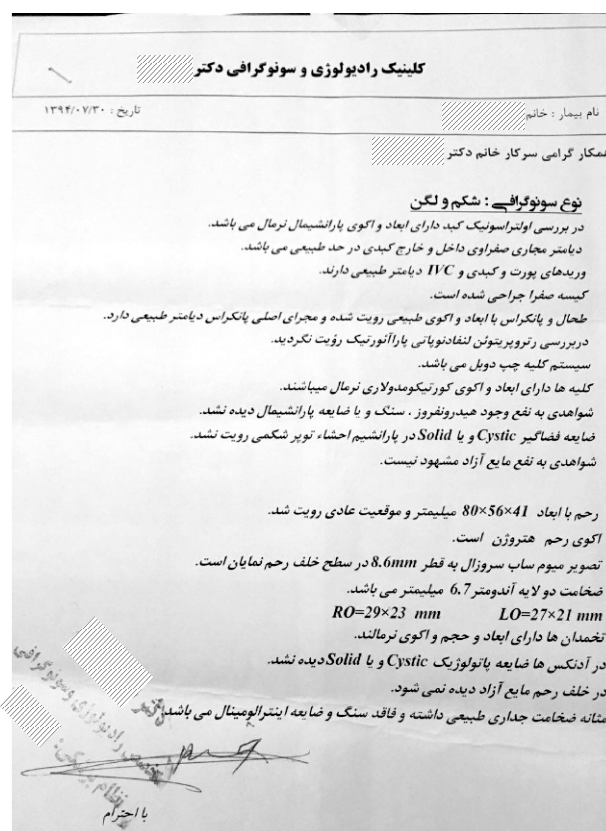 کلینیک رادیولوژی و سونوگرافی دکتر
نام بیمار : خانم
تاریخ : ۱۳۹۴/۰۷/۳۰
همکار گرامی سرکار خانم دکتر
نوع سونوگرافی : شکم و لگن
در بررسی اولتراسونیک کبد دارای ابعاد و اکوی پارانشیمال نرمال می باشد.
دیامتر مجاری صفراوی داخل و خارج کبدی در حد طبیعی می باشد.
وریدهای پورت و کبدی و IVC دیامتر طبیعی دارند.
کیسه صفرا جراحی شده است.
طحال و پانکراس با ابعاد و اکوی طبیعی رویت شده و مجرای اصلی پانکراس دیامتر طبیعی دارد.
دربررسی رتروپریتوئن لنفادنوپاتی پاراآئورتیک رؤیت نگردید.
سیستم کلیه چپ دوبل می باشد.
کلیه ها دارای ابعاد و اکوی کورتیکومدولاری نرمال میباشند.
شواهدی به نفع وجود هیدرونفروز ، سنگ و یا ضایعه پارانشیمال دیده نشد.
ضایعه فضاگیر Cystic و یا Solid در پارانشیم احشاء توپر شکمی رویت نشد.
شواهدی به نفع مایع آزاد مشهود نیست.
رحم با ابعاد 80×56×41 میلیمتر و موقعیت عادی رویت شد.
اکوی رحم هتروژن است.
تصویر میوم ساب سروزال به قطر 8.6mm در سطح خلف رحم نمایان است.
ضخامت دو لایه آندومتر 6.7 میلیمتر می باشد.
RO=29×23 mm LO=27×21 mm
تخمدان ها دارای ابعاد و حجم و اکوی نرمالند.
در آدنکس ها ضایعه پاتولوژیک Cystic و یا Solid دیده نشد.
در خلف رحم مایع آزاد دیده نمی شود.
مثانه ضخامت جداری طبیعی داشته و فاقد سنگ و ضایعه اینترالومینال می باشد.
دکتر
متخصص رادیولوژی و سونوگرافی
نظام پزشکی:
با احترام